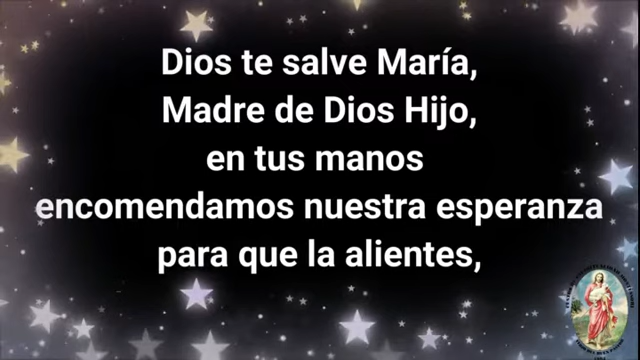 Dios te salve María,
Madre de Dios Hijo,
en tus manos
encomendamos nuestra esperanza
para que la alientes,